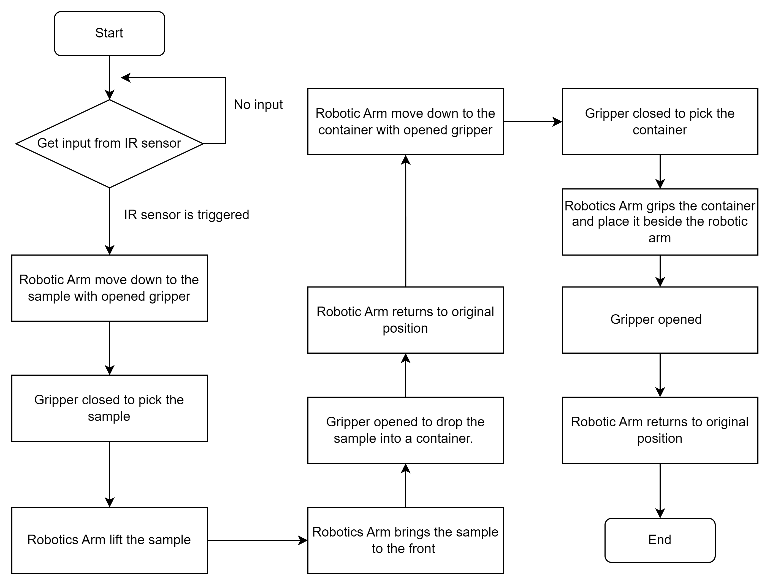 Start
No input
Get input from IR sensor
IR sensor is triggered
Robotic Arm move down to the
sample with opened gripper
Gripper closed to pick the
sample
Robotics Arm lift the sample
Robotics Arm brings the sample
to the front
Gripper opened to drop the
sample into a container.
Robotic Arm returns to original
position
Robotic Arm move down to the
container with opened gripper
Gripper closed to pick the
container
Robotics Arm grips the container
and place it beside the robotic
arm
Gripper opened
Robotic Arm returns to original
position
End